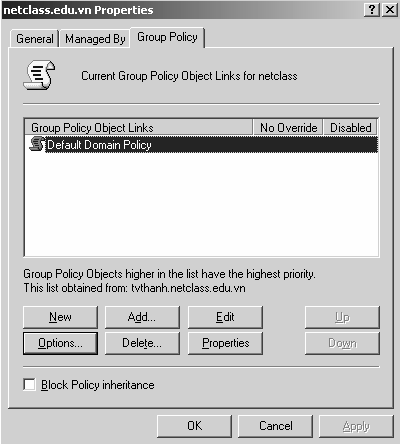 netclass.edu.vn Properties
General Managed By Group Policy
Current Group Policy Object Links for netclass
Group Policy Object Links No Override Disabled
Default Domain Policy
Group Policy Objects higher in the list have the highest priority.
This list obtained from: tvthanh.netclass.edu.vn
New Add... Edit Up
Options... Delete... Properties Down
Block Policy inheritance
OK Cancel Apply